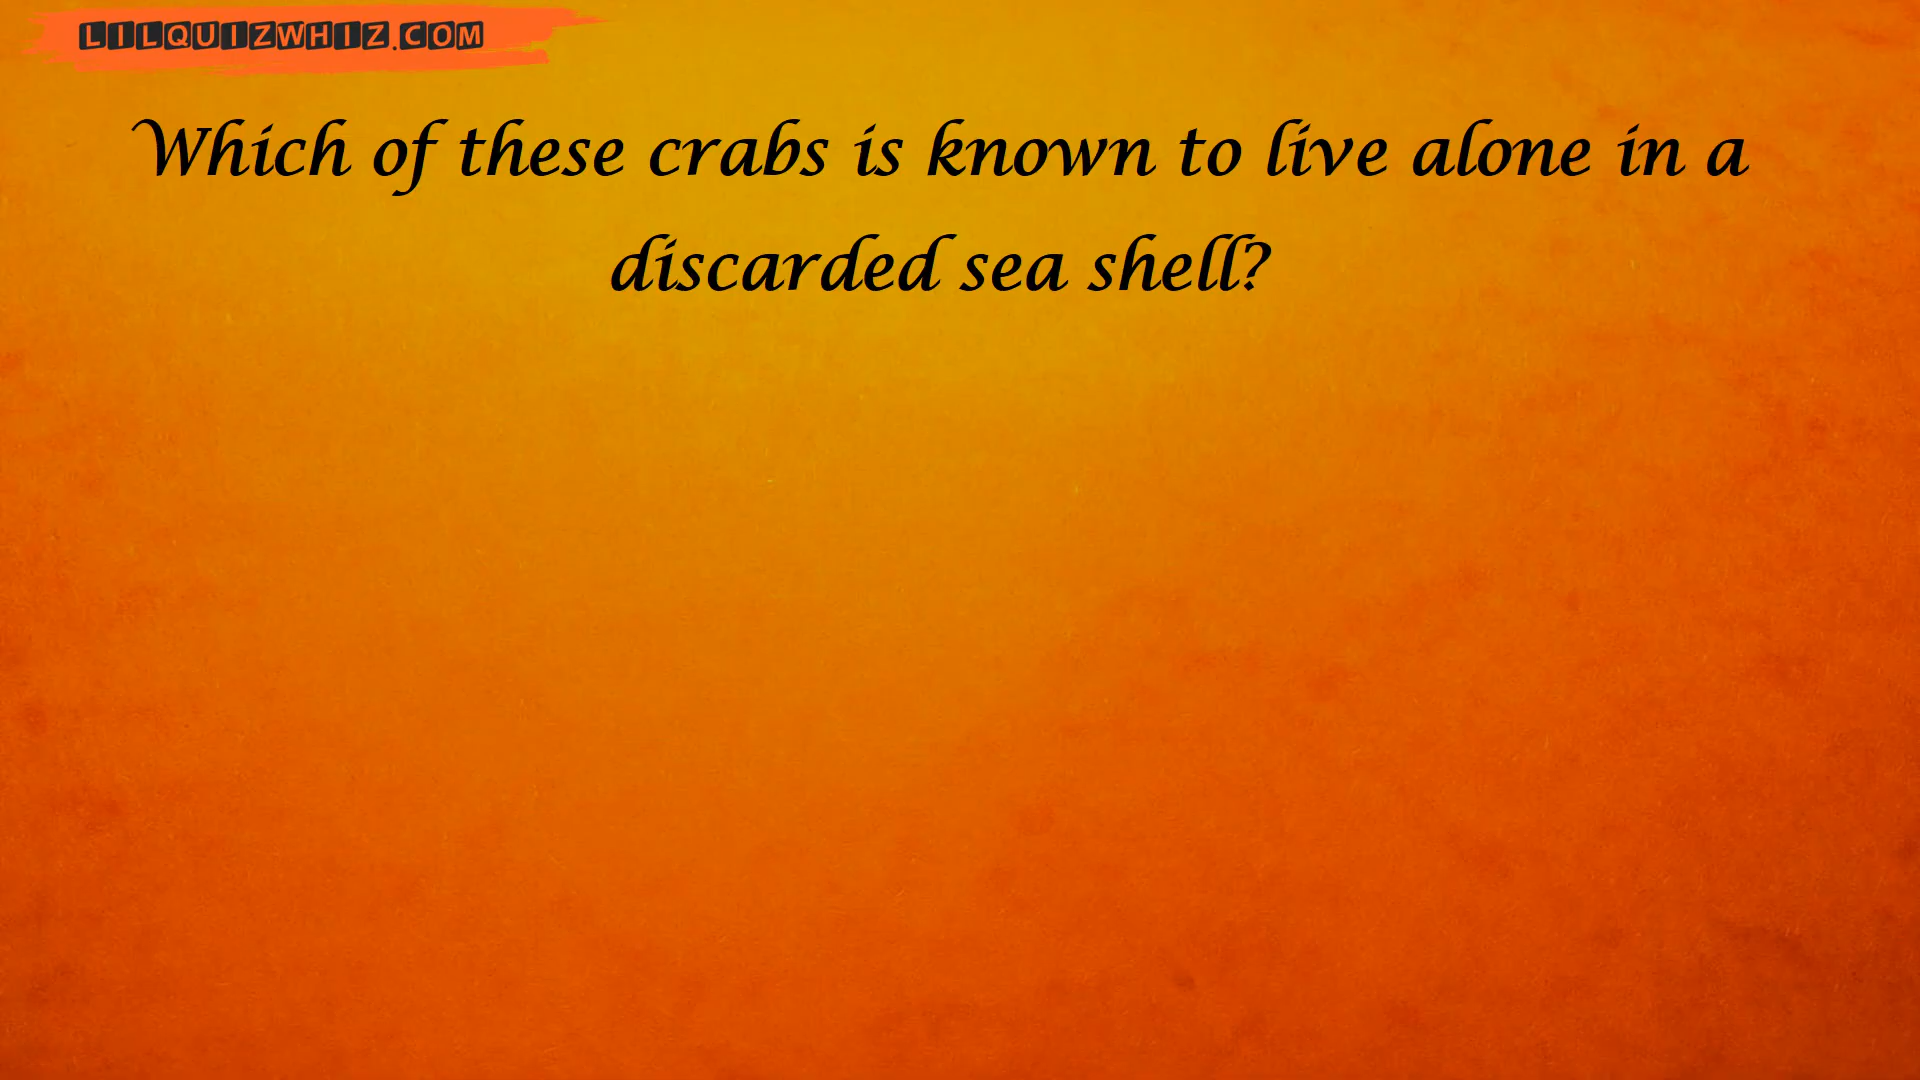 LILQUIZWHIZ.COM
Which of these crabs is known to live alone in a
discarded sea shell?